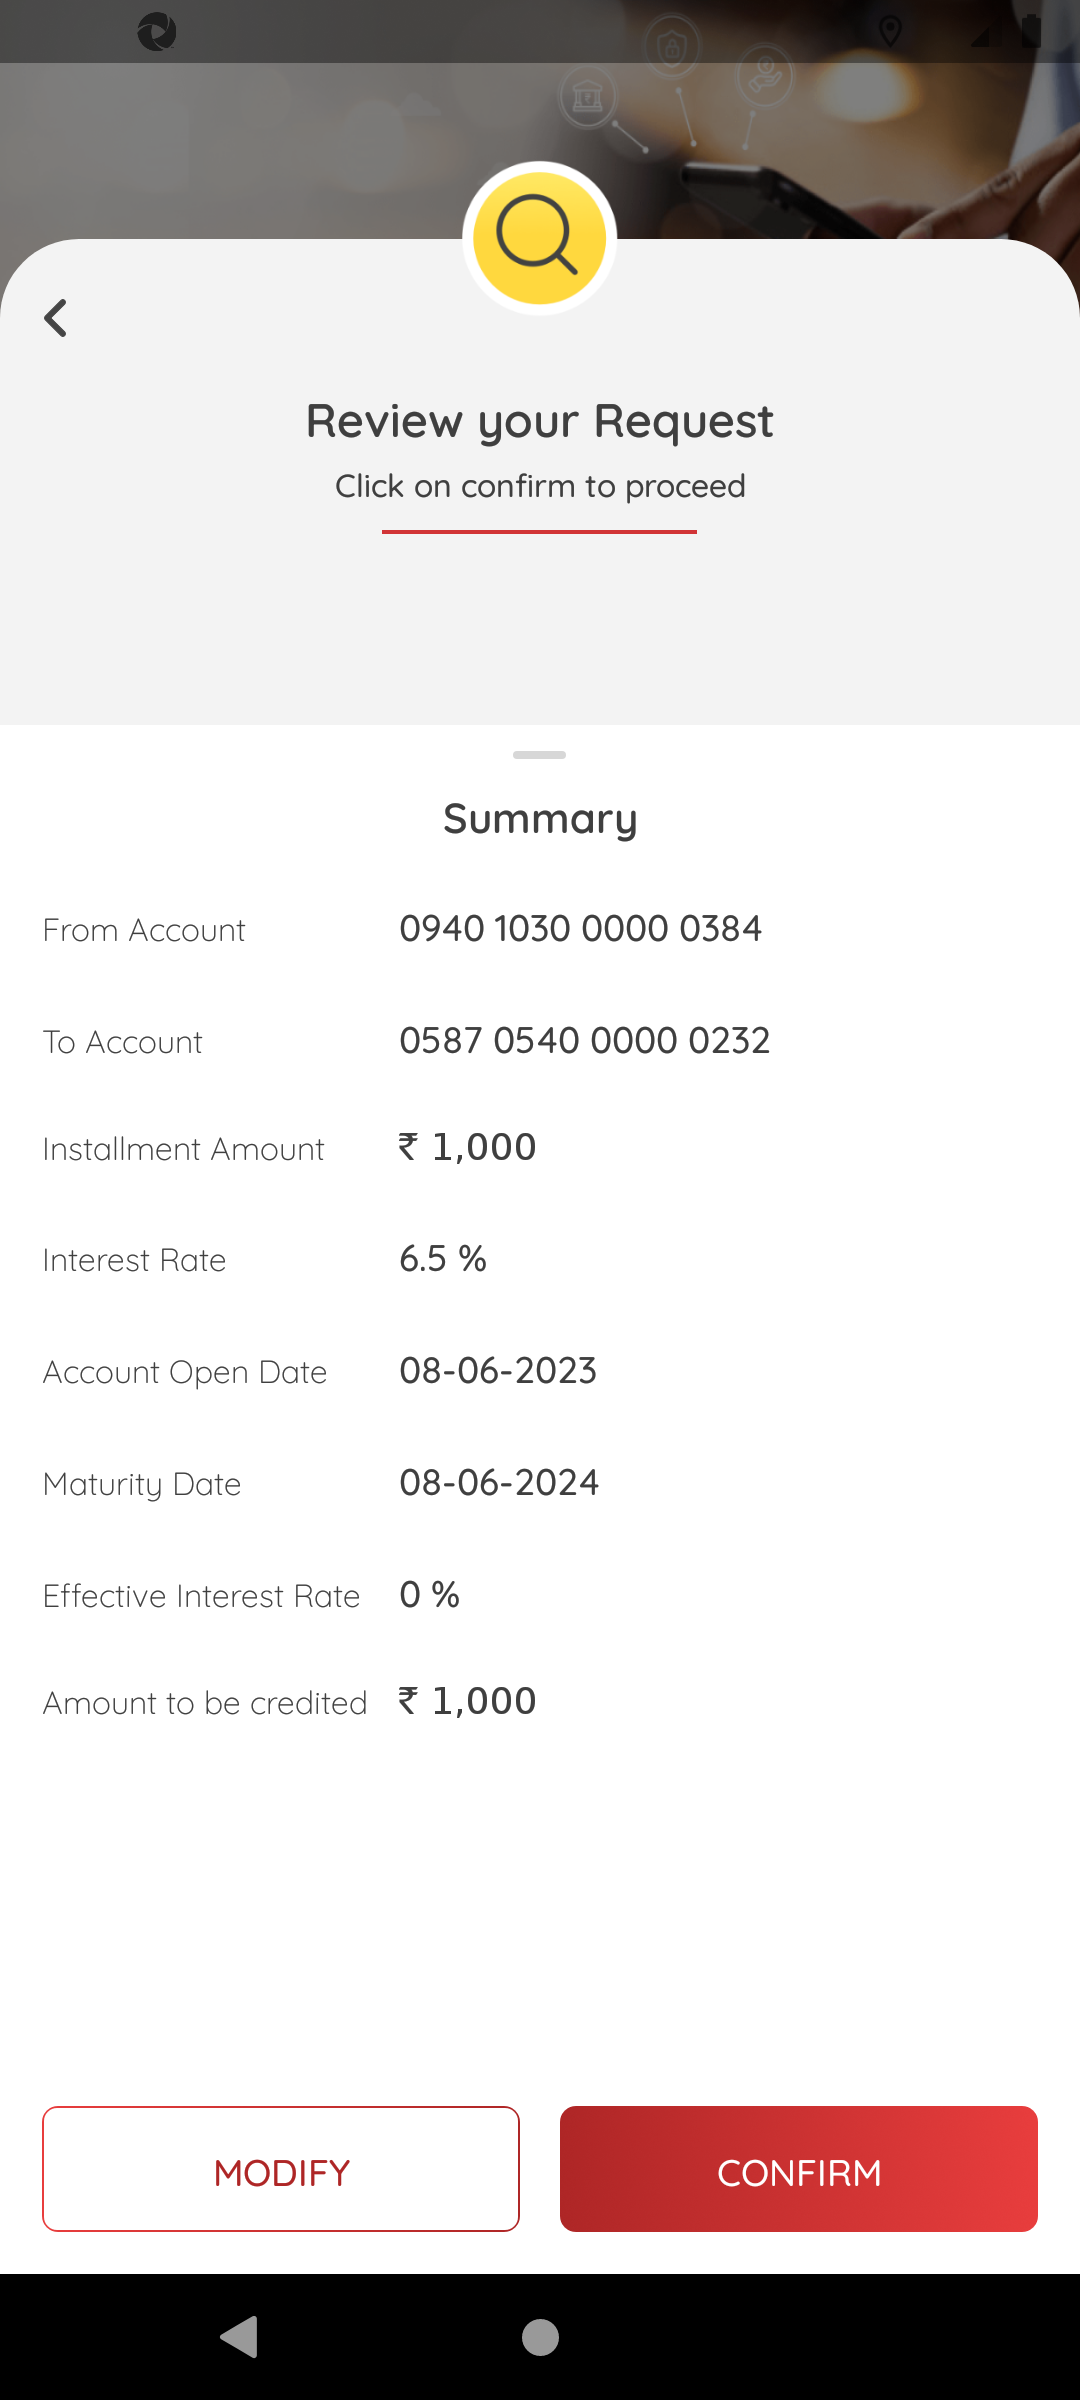 Review your Request
Click on confirm to proceed
Summary
From Account 0940 1030 0000 0384
To Account 0587 0540 0000 0232
Installment Amount ₹ 1,000
Interest Rate 6.5 %
Account Open Date 08-06-2023
Maturity Date 08-06-2024
Effective Interest Rate 0 %
Amount to be credited ₹ 1,000
MODIFY CONFIRM